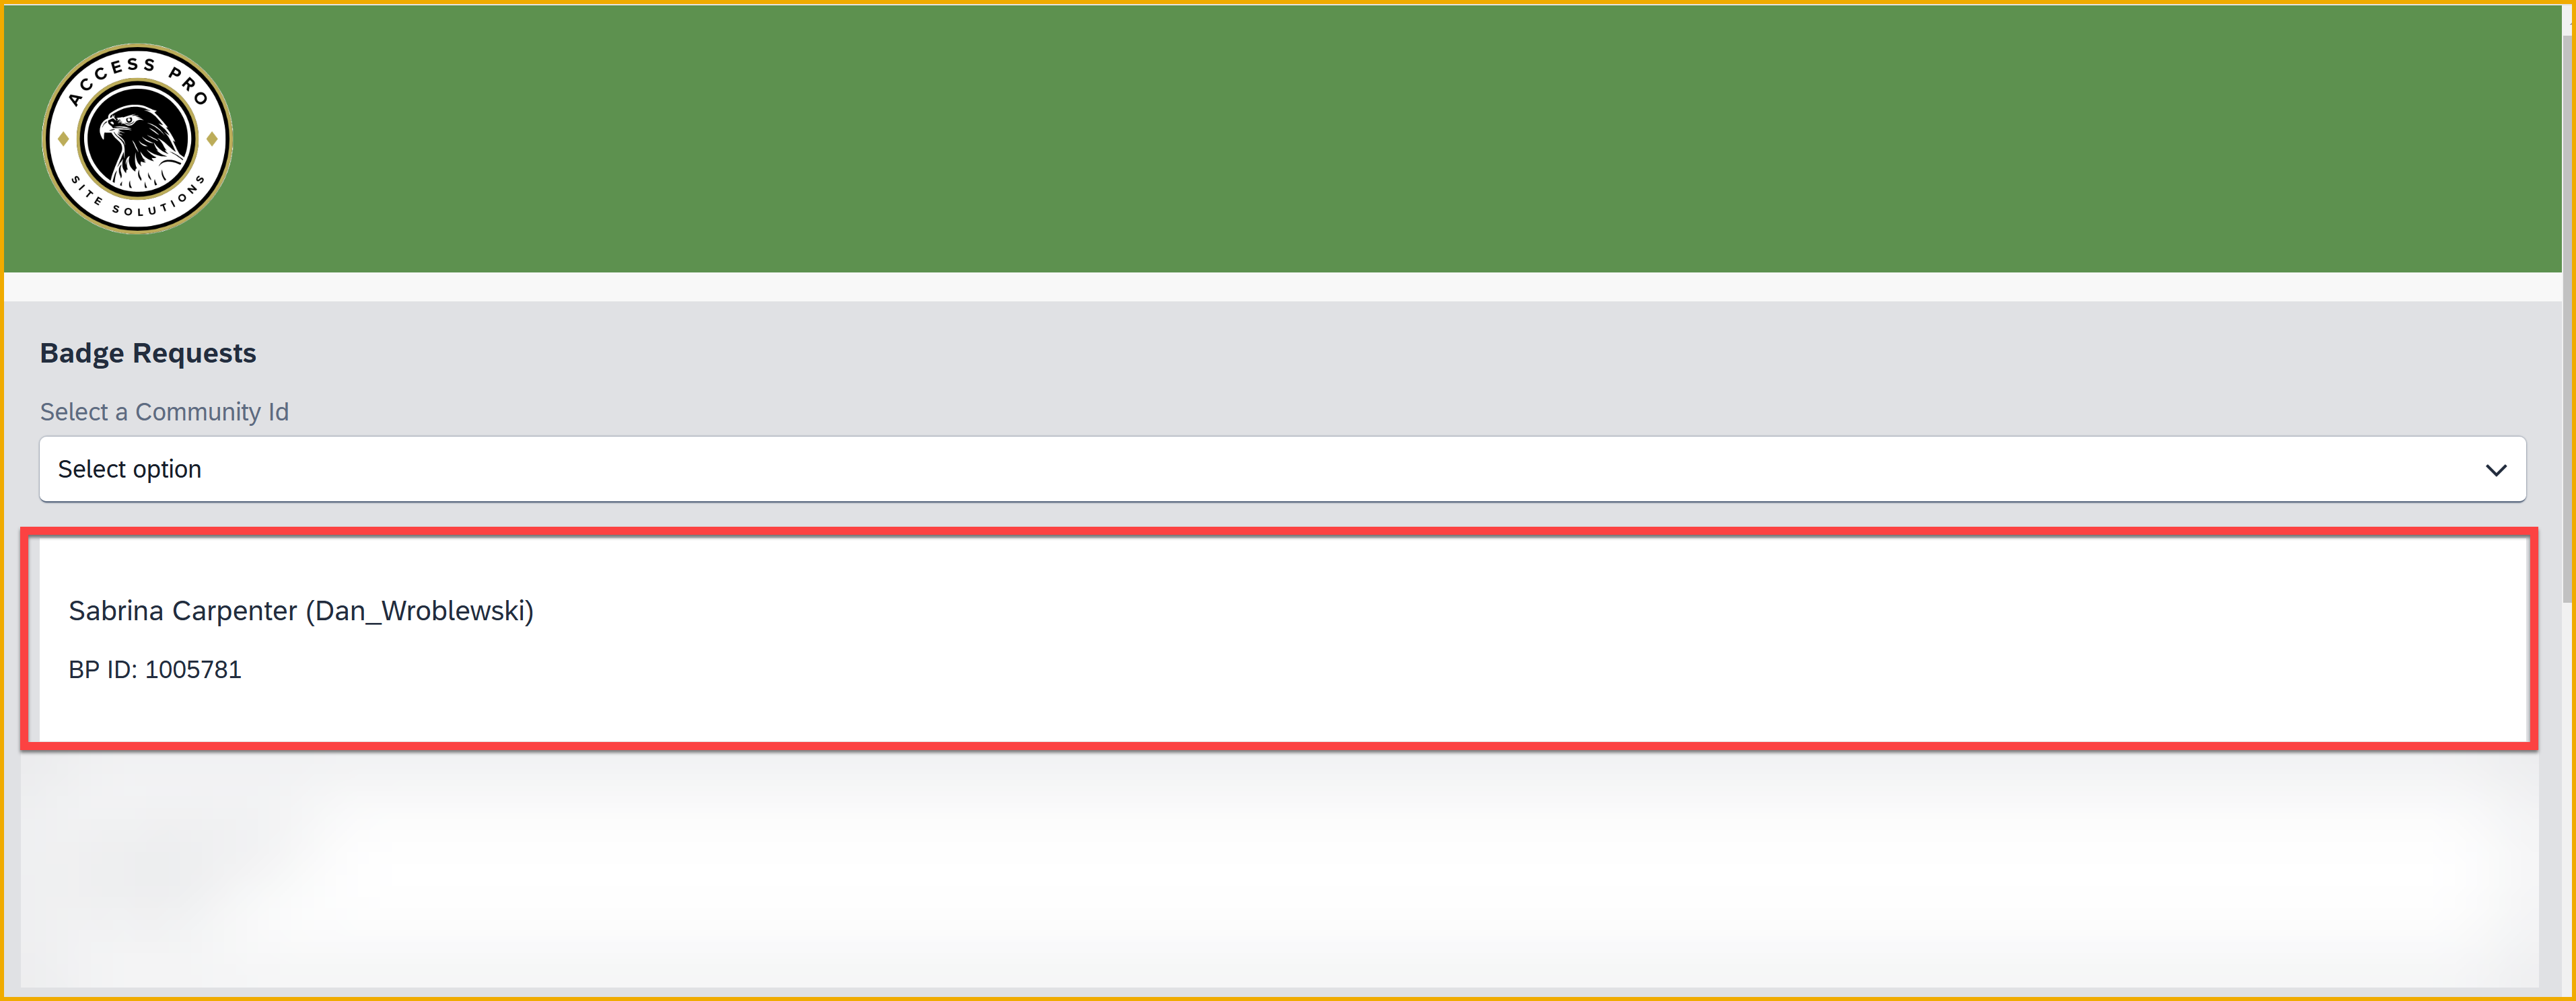 ACCESS PRO
SITE SOLUTIONS
Badge Requests
Select a Community Id
Select option
Sabrina Carpenter (Dan_Wroblewski)
BP ID: 1005781